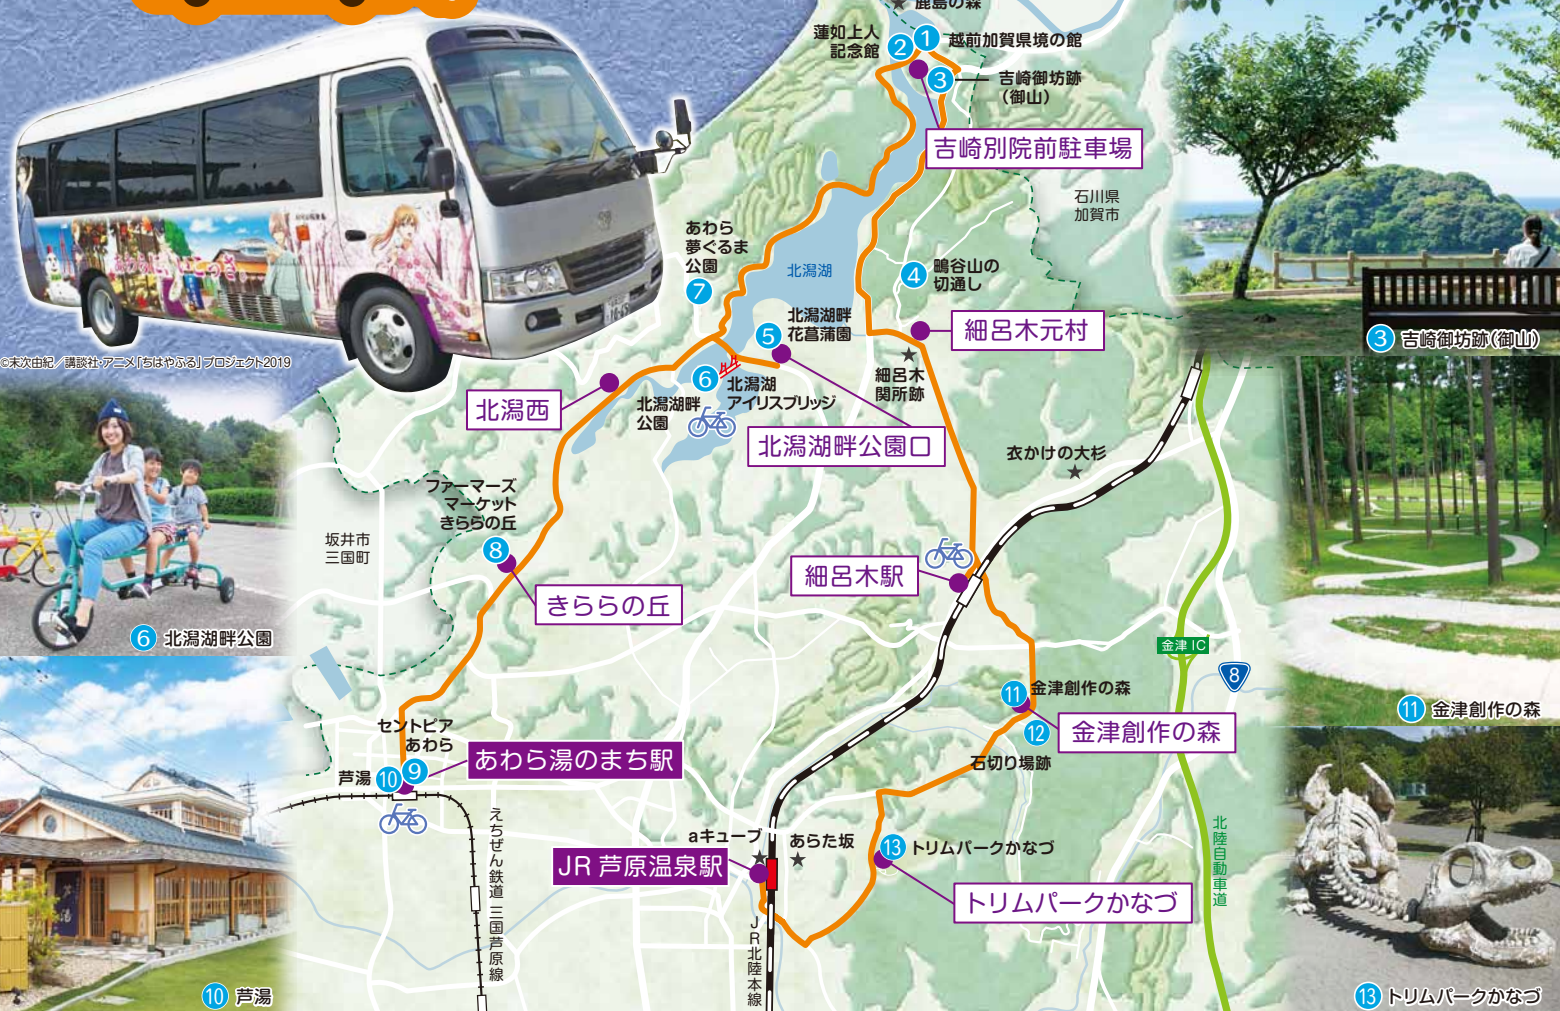 鹿島の森
蓮如上人
記念館
2
1
越前加賀県境の館
3
吉崎御坊跡
(御山)
吉崎別院前駐車場
石川県
加賀市
あわら
夢ぐるま
公園
7
北潟湖
4
鴫谷山の
切通し
北潟湖畔
花菖蒲園
5
細呂木元村
細呂木
関所跡
3 吉崎御坊跡(御山)
©末次由紀/講談社・アニメ「ちはやふる」プロジェクト2019
北潟西
6
北潟湖
アイリスブリッジ
北潟湖畔
公園
北潟湖畔公園口
衣かけの大杉
ファーマーズ
マーケット
きららの丘
8
坂井市
三国町
きららの丘
細呂木駅
6 北潟湖畔公園
金津 IC
8
11 金津創作の森
12
金津創作の森
石切り場跡
11 金津創作の森
セントピア
あわら
芦湯
10
9
あわら湯のまち駅
えちぜん鉄道 三国芦原線
aキューブ
あらた坂
JR 芦原温泉駅
13 トリムパークかなづ
トリムパークかなづ
JR北陸本線
北陸自動車道
10 芦湯
13 トリムパークかなづ